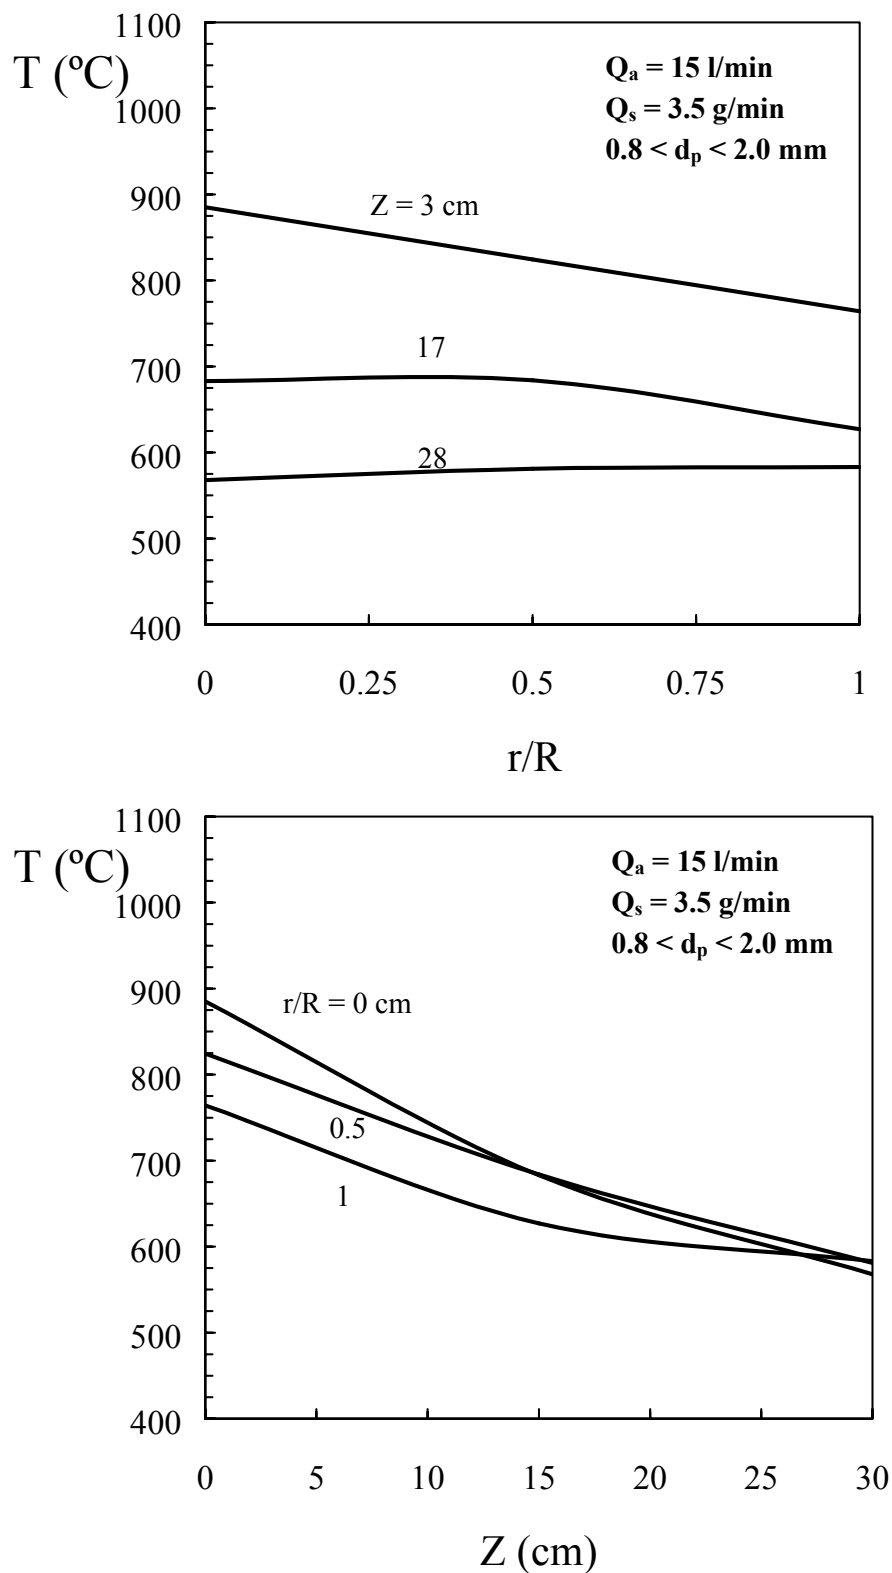 1100
T (ºC)
Qₐ = 15 l/min
1000
Qₛ = 3.5 g/min
0.8 < dₚ < 2.0 mm
900
Z = 3 cm
800
17
700
600
28
500
400
0 0.25 0.5 0.75 1
r/R
1100
T (ºC)
Qₐ = 15 l/min
1000
Qₛ = 3.5 g/min
0.8 < dₚ < 2.0 mm
900
r/R = 0 cm
800
0.5
700
1
600
500
400
0 5 10 15 20 25 30
Z (cm)